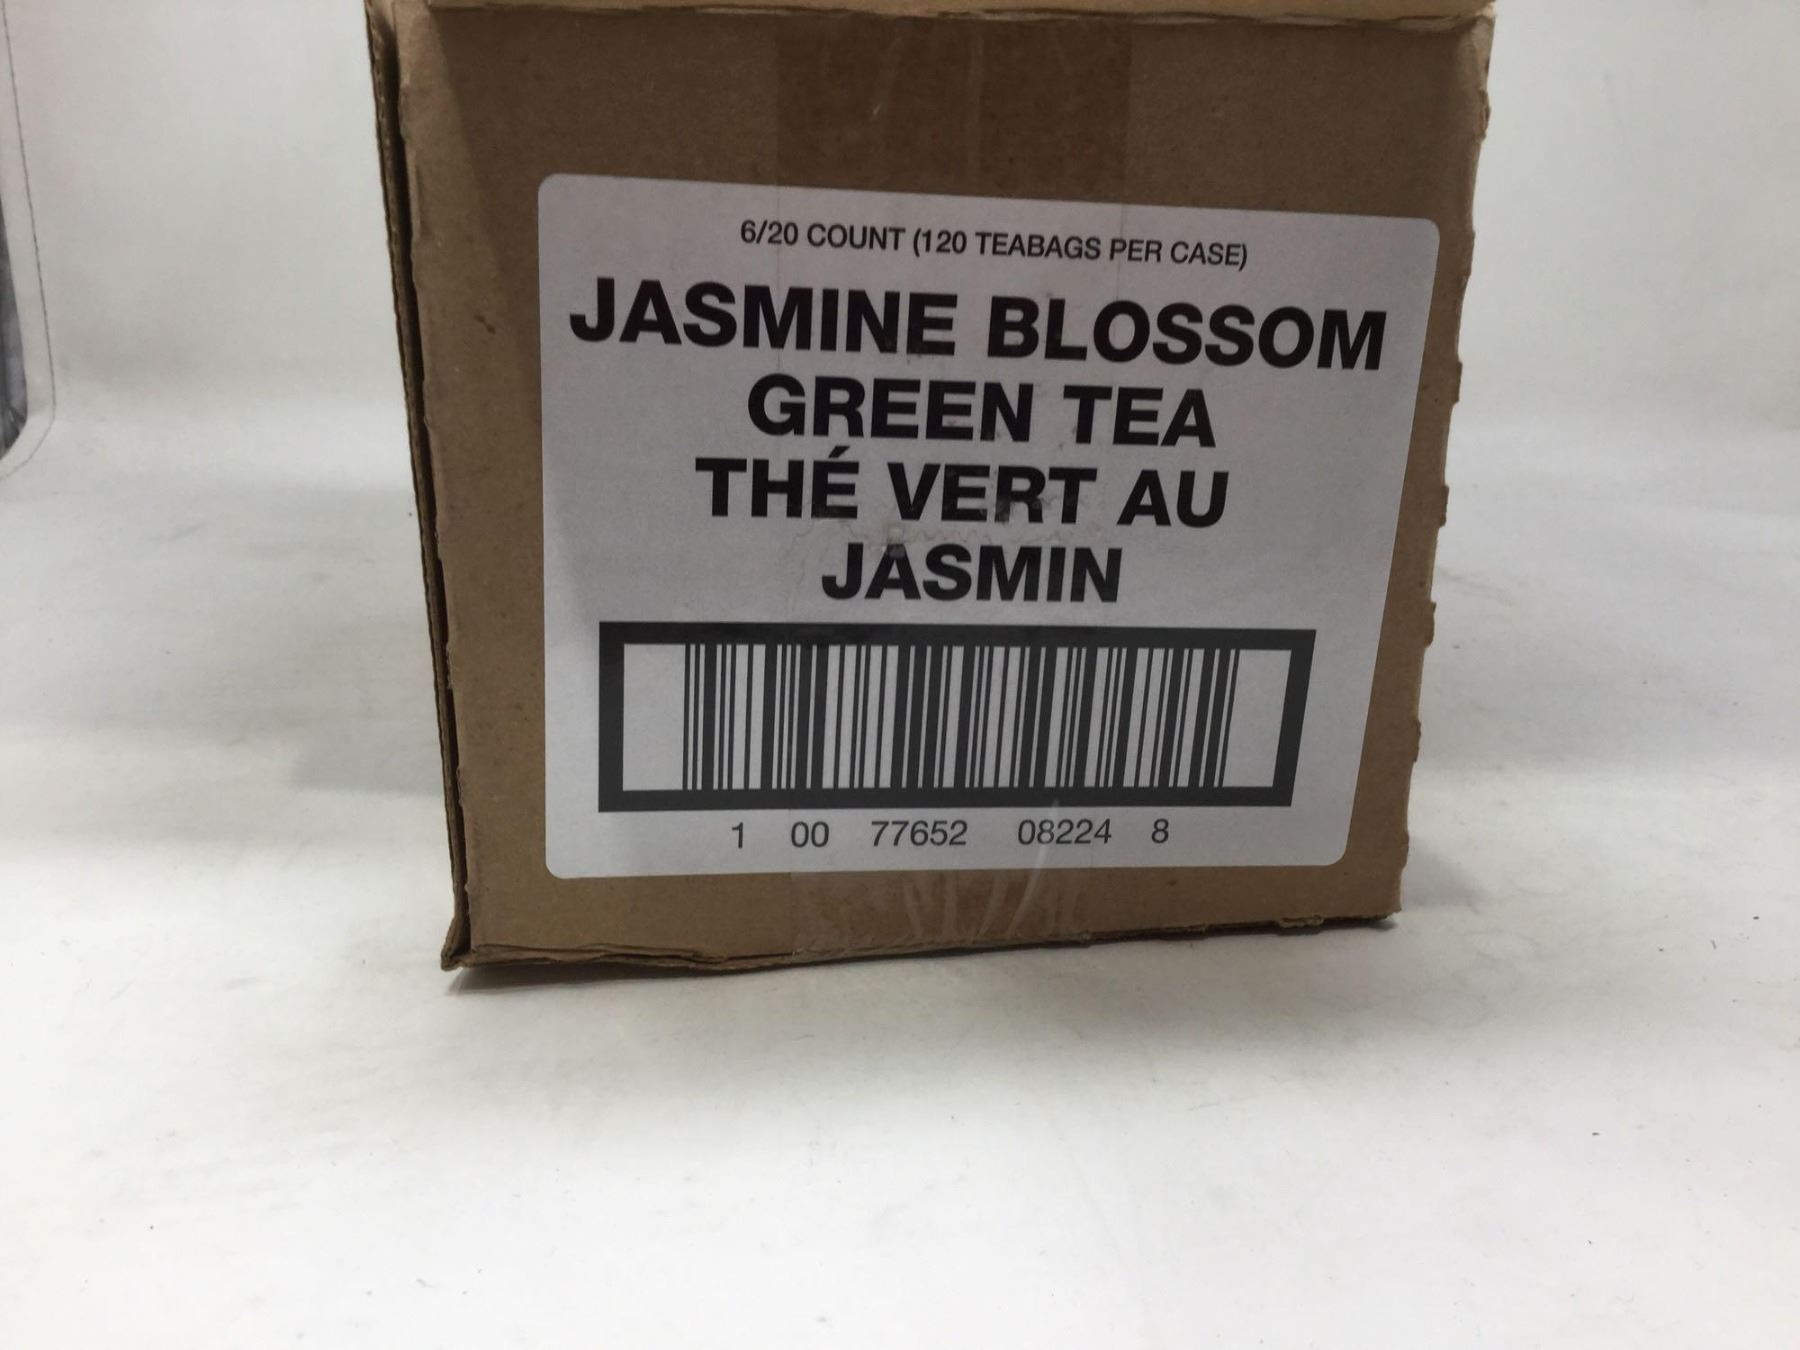 6/20 COUNT (120 TEABAGS PER CASE)
JASMINE BLOSSOM
GREEN TEA
THÉ VERT AU
JASMIN
1 00 77652 08224 8